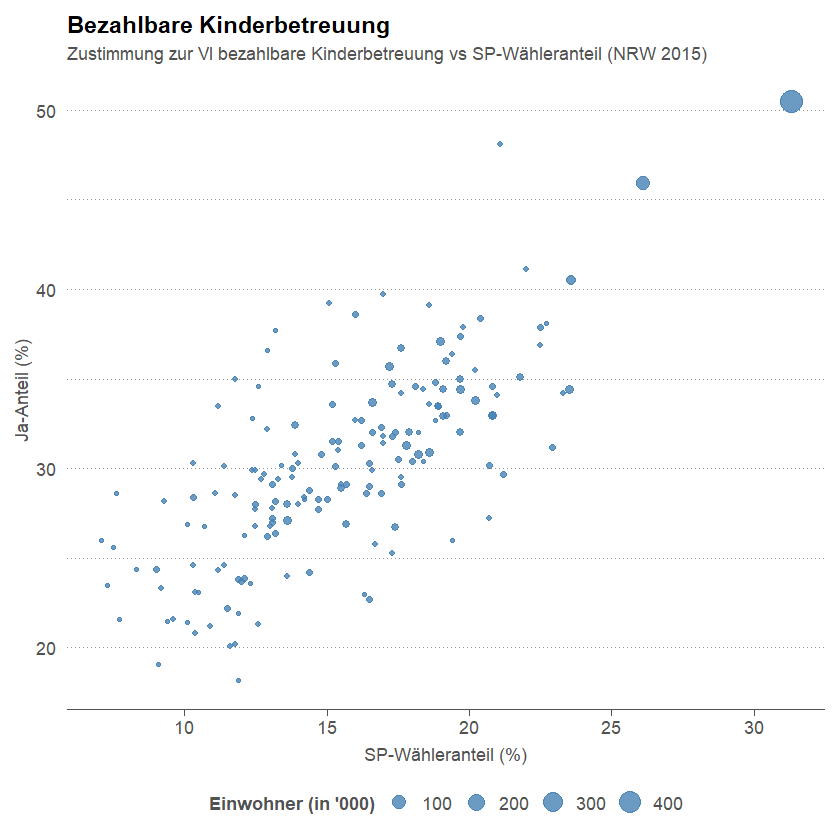 Bezahlbare Kinderbetreuung
Zustimmung zur VI bezahlbare Kinderbetreuung vs SP-Wähleranteil (NRW 2015)
50
40
30
20
Ja-Anteil (%)
10 15 20 25 30
SP-Wähleranteil (%)
Einwohner (in '000) 100 200 300 400